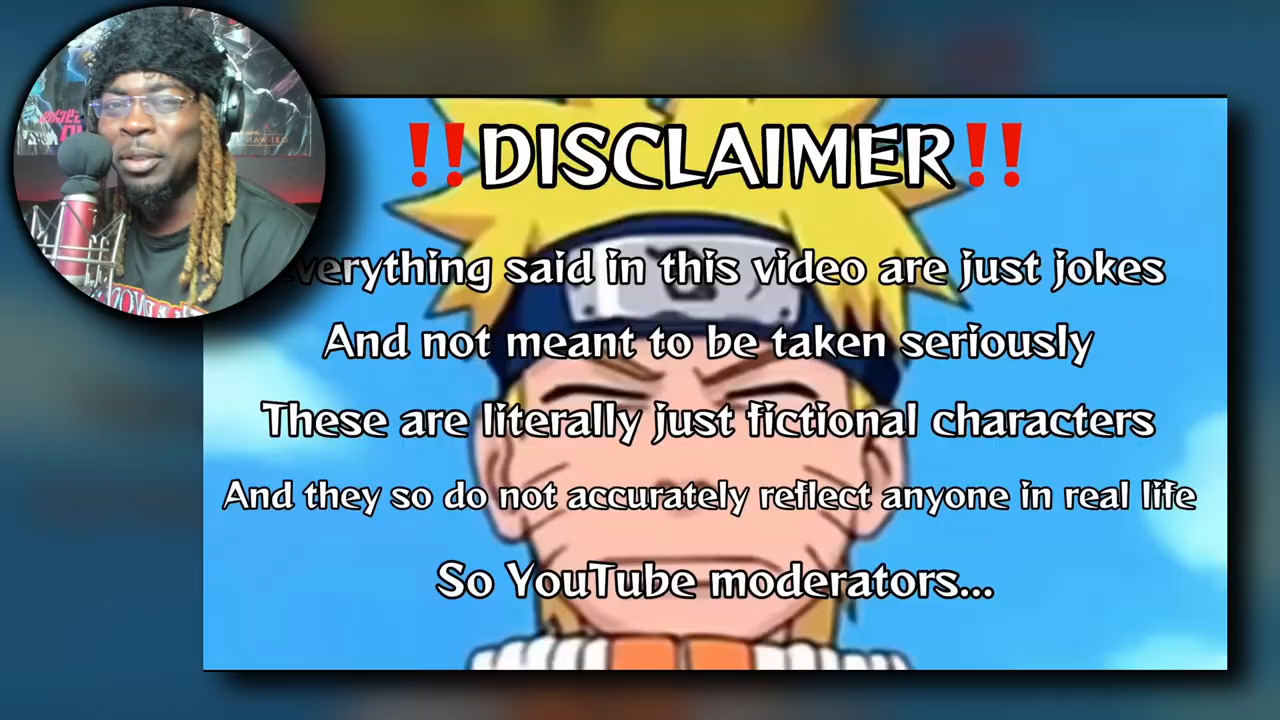 ‼️DISCLAIMER‼️
Everything said in this video are just jokes
And not meant to be taken seriously
These are literally just fictional characters
And they so do not accurately reflect anyone in real life
So YouTube moderators...